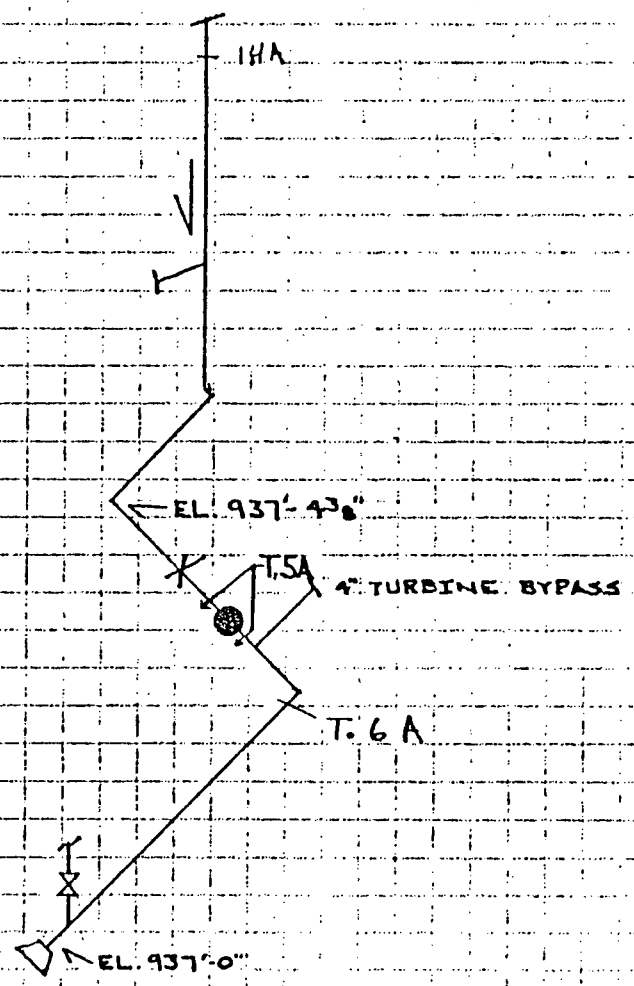 1HA
EL. 937'-4 3/8"
T.5A
4" TURBINE BYPASS
T. 6 A
EL. 937'-0"